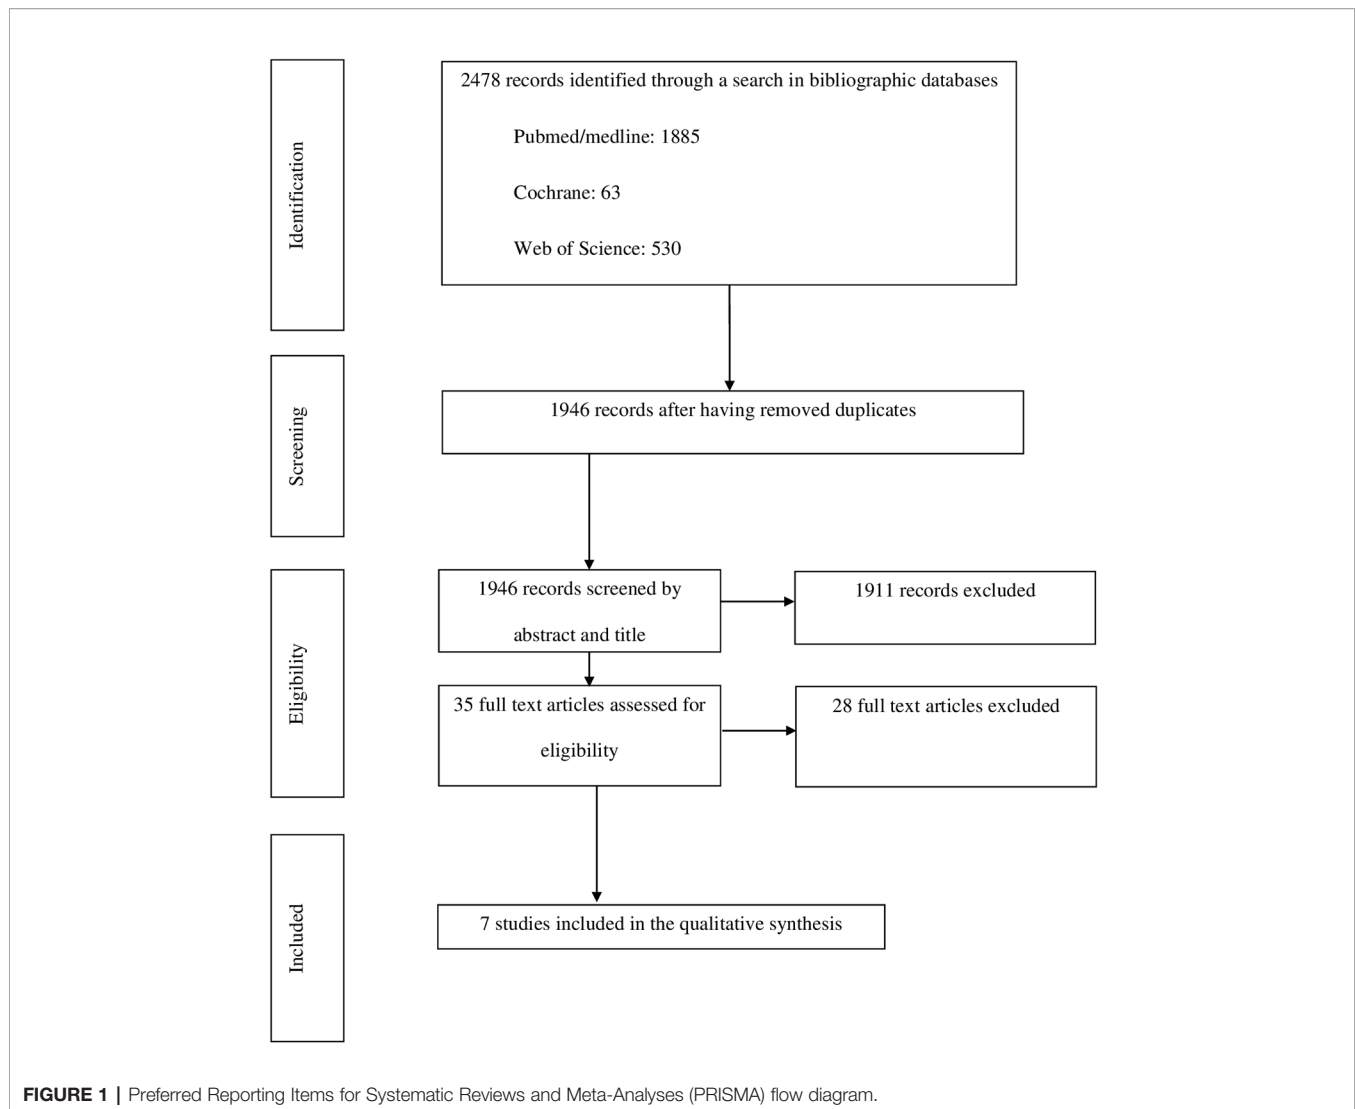 Identification
2478 records identified through a search in bibliographic databases
Pubmed/medline: 1885
Cochrane: 63
Web of Science: 530
Screening
1946 records after having removed duplicates
Eligibility
1946 records screened by
abstract and title
1911 records excluded
35 full text articles assessed for
eligibility
28 full text articles excluded
Included
7 studies included in the qualitative synthesis
FIGURE 1 | Preferred Reporting Items for Systematic Reviews and Meta-Analyses (PRISMA) flow diagram.